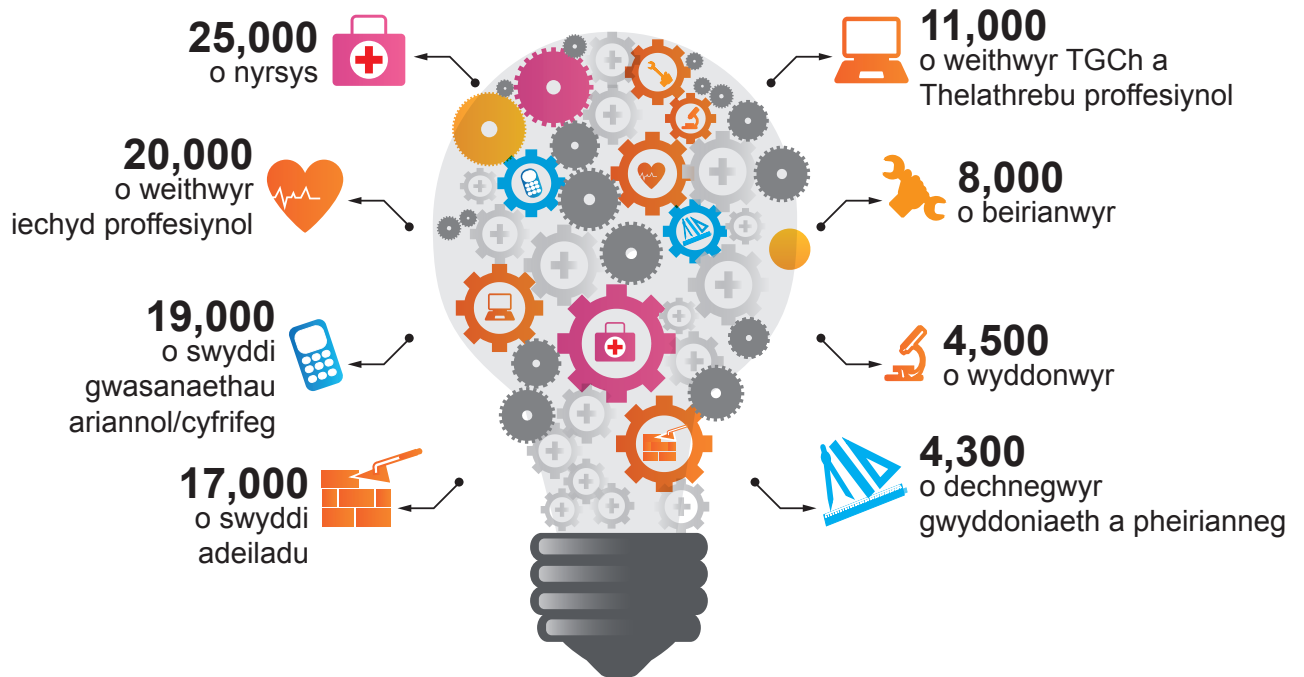 25,000
o nyrsys
20,000
o weithwyr
iechyd proffesiynol
19,000
o swyddi
gwasanaethau
ariannol/cyfrifeg
17,000
o swyddi
adeiladu
11,000
o weithwyr TGCh a
Thelathrebu proffesiynol
8,000
o beirianwyr
4,500
o wyddonwyr
4,300
o dechnegwyr
gwyddoniaeth a pheirianneg